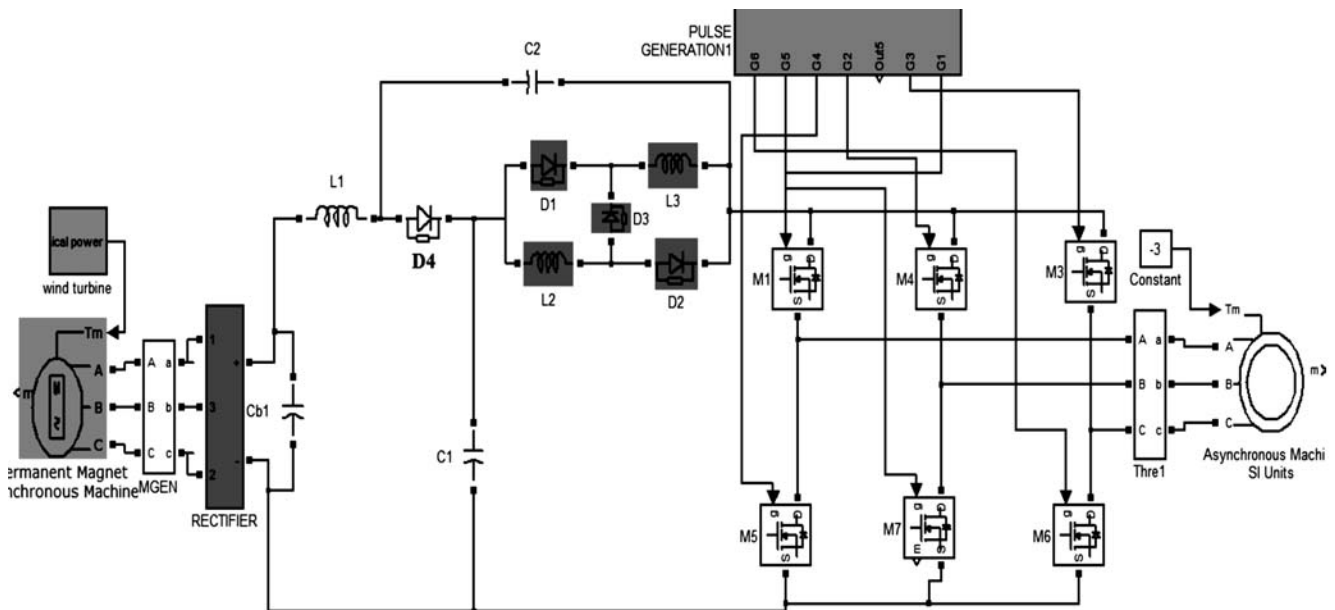 PULSE
GENERATION1
G6
G5
G4
G2
Out5
G3
G1
C2
L1
D1
L3
D3
D4
L2
D2
ical power
wind turbine
Tm
m
A
B
C
A a
B b
C c
MGEN
ermanent Magnet
nchronous Machine
1
3
2
+
-
RECTIFIER
Cb1
C1
M1
g
S
M4
g
S
M3
g
S
-3
Constant
M5
g
S
M7
g
m
S
M6
g
S
A a
B b
C c
Thre1
Tm
A
B
C
m
Asynchronous Machi
SI Units